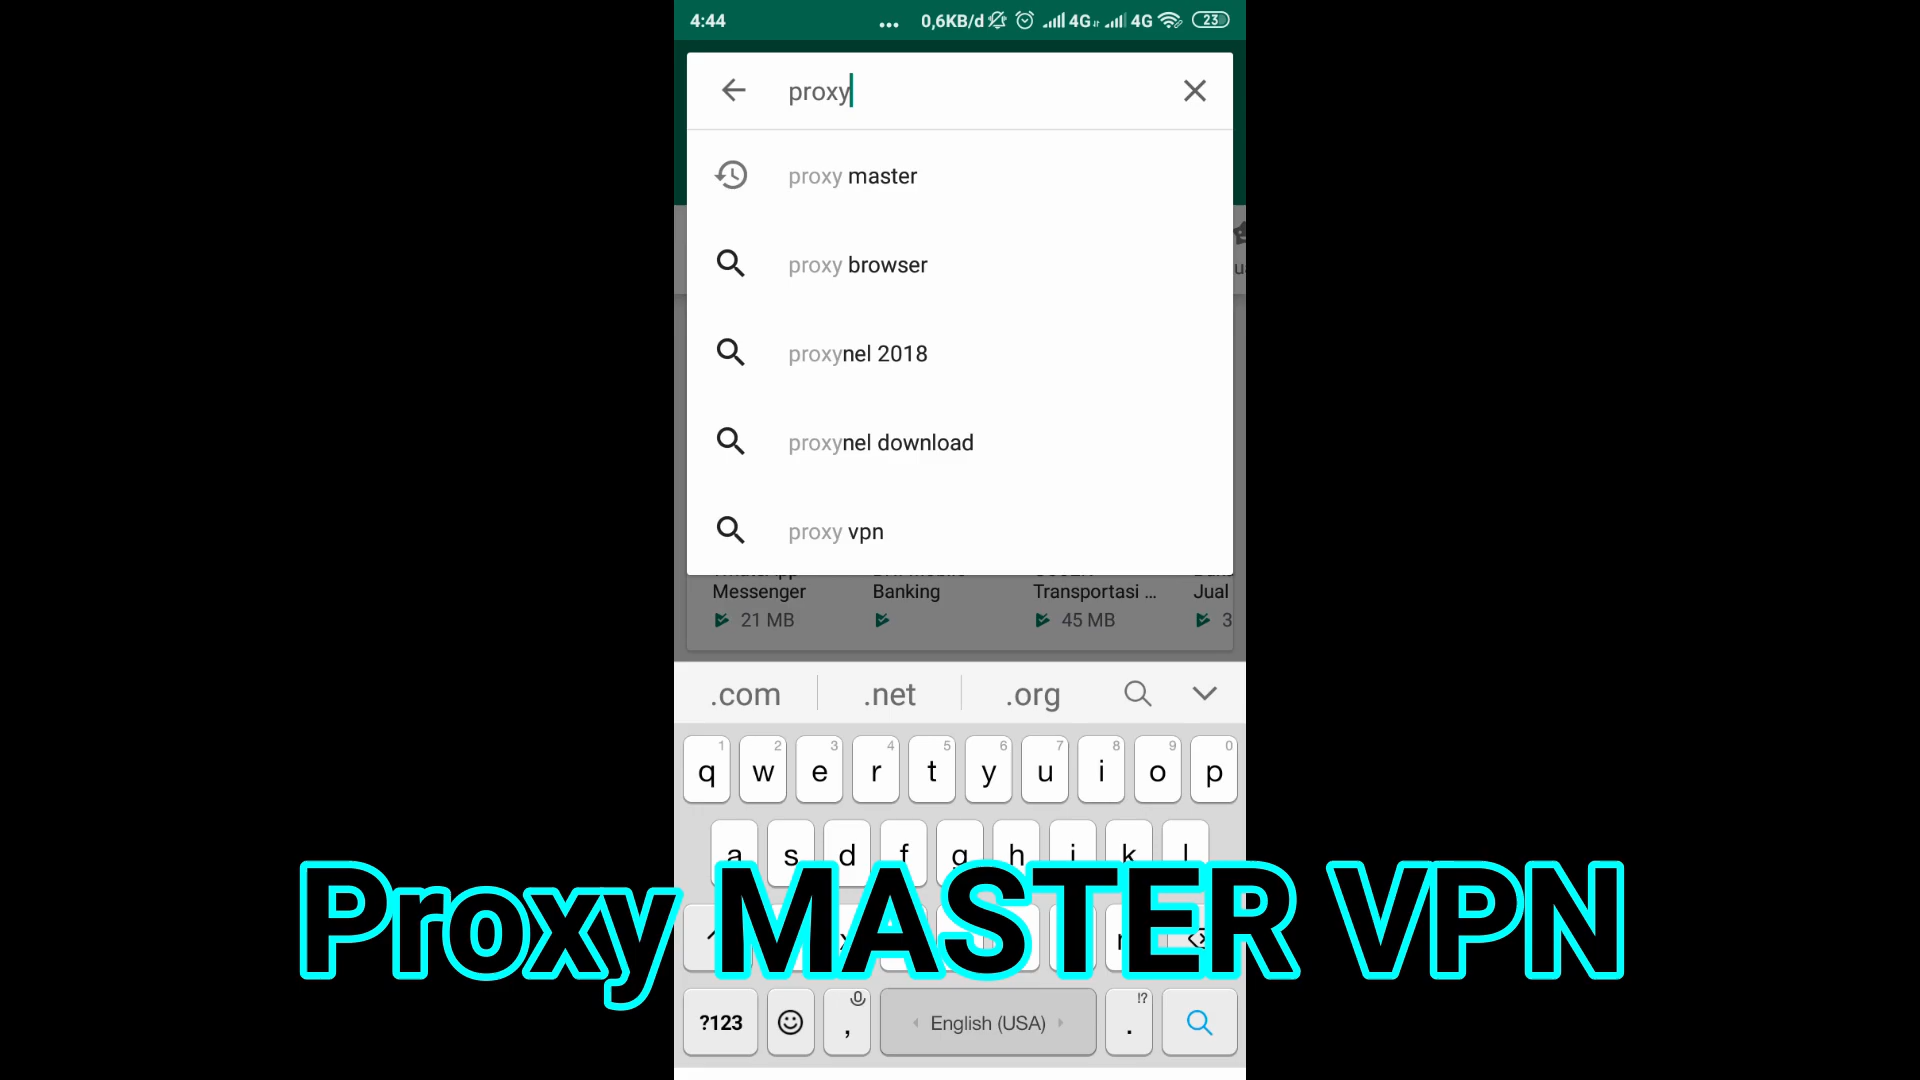 4:44 ... 0,6KB/d 4G 4G 23
proxy
proxy master
proxy browser
proxynel 2018
proxynel download
proxy vpn
Messenger Banking Transportasi ... Jual
21 MB 45 MB 3
.com .net .org
1 2 3 4 5 6 7 8 9 0
q w e r t y u i o p
a s d f g h j k l
Proxy MASTER VPN
?123 , English (USA) !? .